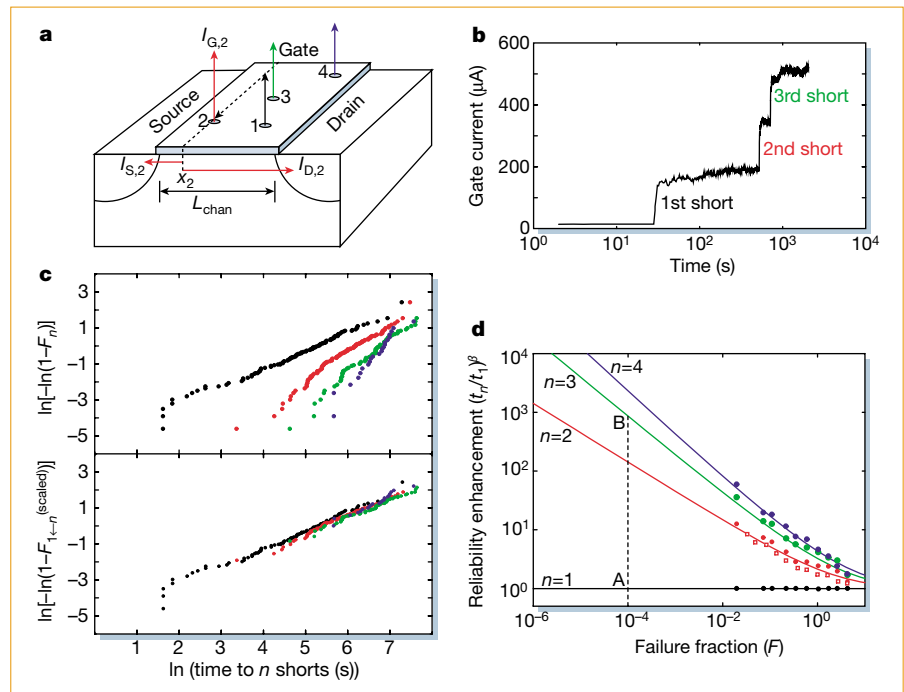 a
I_G,2
Gate
4
3
2
1
Source
Drain
I_S,2
x_2
I_D,2
L_chan
b
600
400
200
0
Gate current (μA)
3rd short
2nd short
1st short
10^0 10^1 10^2 10^3 10^4
Time (s)
c
3
1
−1
−3
−5
ln[−ln(1−F_n)]
3
1
−1
−3
−5
ln[−ln(1−F_1←n^(scaled))]
1 2 3 4 5 6 7
ln (time to n shorts (s))
d
10^4
10^3
10^2
10^1
10^0
Reliability enhancement (t_n/t_1)^β
n=4
n=3
n=2
n=1
B
A
10^−6 10^−4 10^−2 10^0
Failure fraction (F)